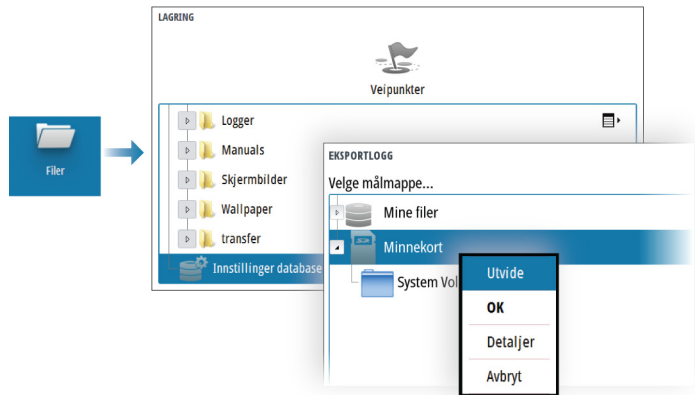 Filer
LAGRING
Veipunkter
Logger
Manuals
Skjermbilder
Wallpaper
transfer
Innstillinger database
EKSPORTLOGG
Velge målmappe...
Mine filer
Minnekort
System Vol
Utvide
OK
Detaljer
Avbryt